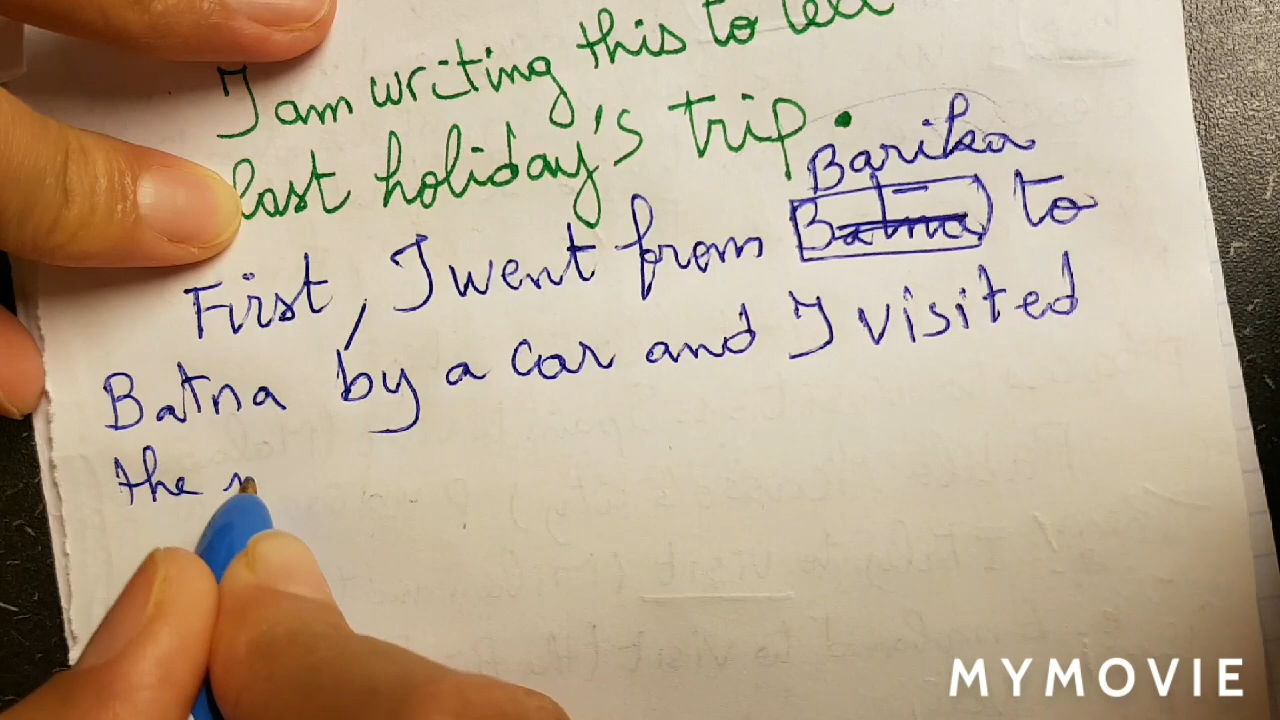 I am writing this to
last holiday's trip.
Barika
First, I went from Batna to
Batna by a car and I visited
the
MYMOVIE